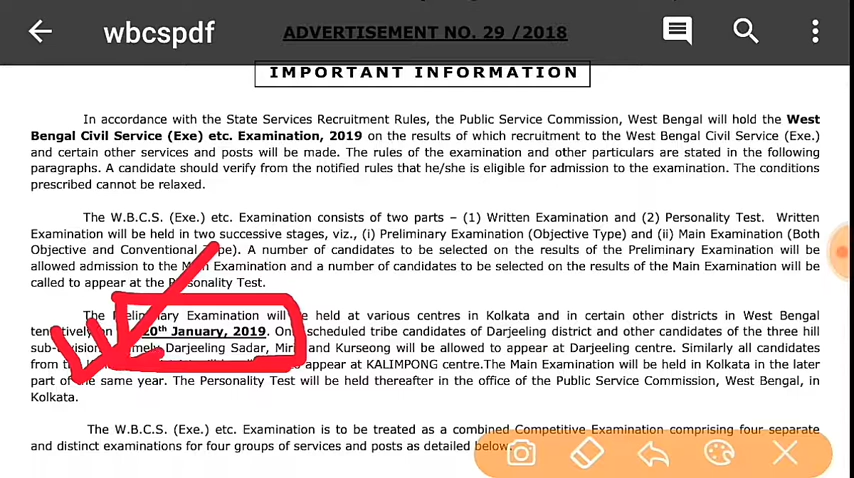 wbcspdf
ADVERTISEMENT NO. 29 /2018
IMPORTANT INFORMATION
In accordance with the State Services Recruitment Rules, the Public Service Commission, West Bengal will hold the West
Bengal Civil Service (Exe) etc. Examination, 2019 on the results of which recruitment to the West Bengal Civil Service (Exe.)
and certain other services and posts will be made. The rules of the examination and other particulars are stated in the following
paragraphs. A candidate should verify from the notified rules that he/she is eligible for admission to the examination. The conditions
prescribed cannot be relaxed.
The W.B.C.S. (Exe.) etc. Examination consists of two parts – (1) Written Examination and (2) Personality Test. Written
Examination will be held in two successive stages, viz., (i) Preliminary Examination (Objective Type) and (ii) Main Examination (Both
Objective and Conventional Type). A number of candidates to be selected on the results of the Preliminary Examination will be
allowed admission to the Main Examination and a number of candidates to be selected on the results of the Main Examination will be
called to appear at the Personality Test.
The Preliminary Examination will be held at various centres in Kolkata and in certain other districts in West Bengal
tentatively on 20th January, 2019. Only scheduled tribe candidates of Darjeeling district and other candidates of the three hill
sub-divisions namely Darjeeling Sadar, Mirik and Kurseong will be allowed to appear at Darjeeling centre. Similarly all candidates
from the appear at KALIMPONG centre.The Main Examination will be held in Kolkata in the later
part of the same year. The Personality Test will be held thereafter in the office of the Public Service Commission, West Bengal, in
Kolkata.
The W.B.C.S. (Exe.) etc. Examination is to be treated as a combined Competitive Examination comprising four separate
and distinct examinations for four groups of services and posts as detailed below.